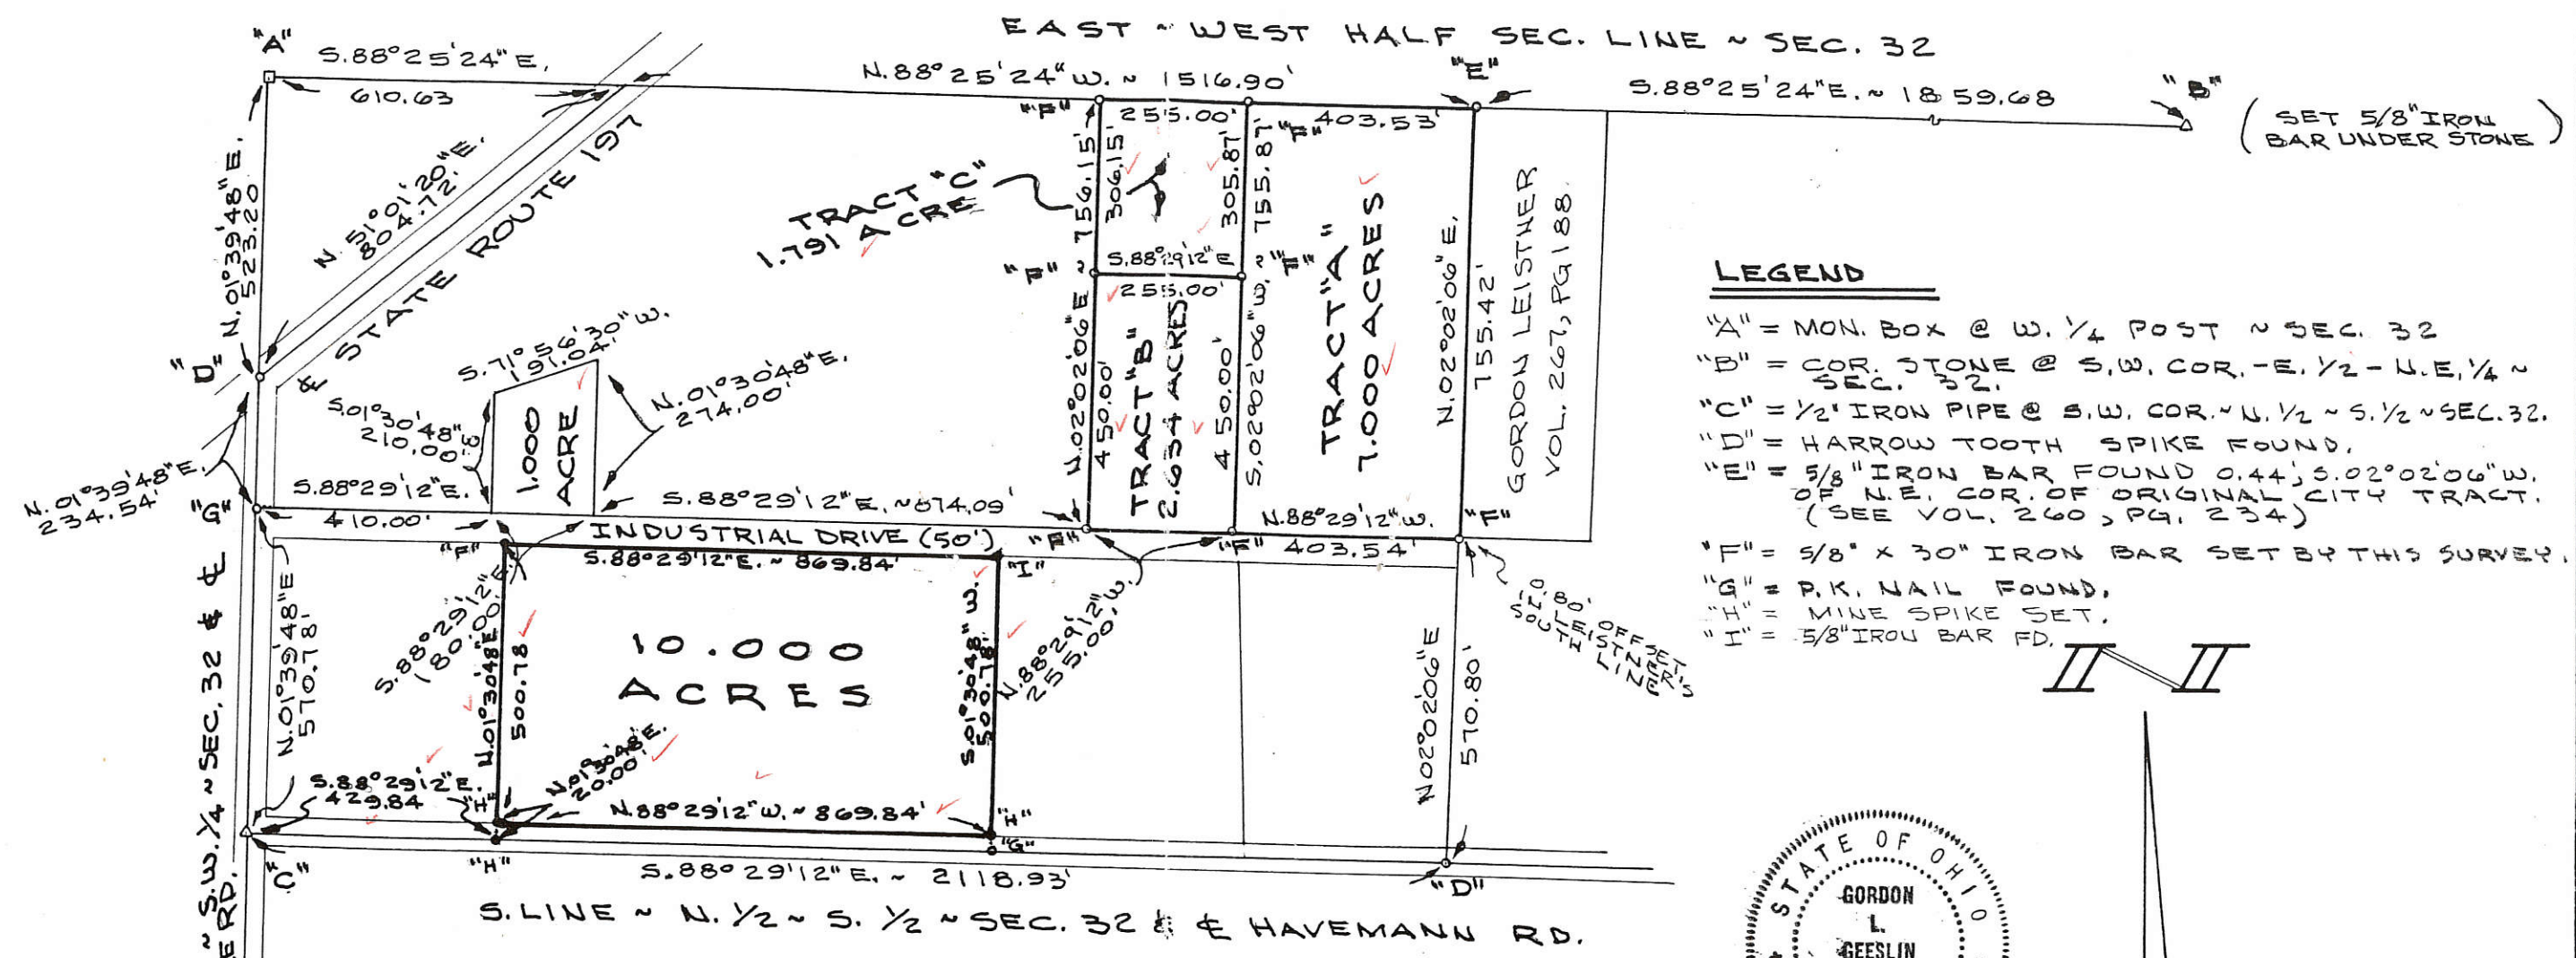 EAST ~ WEST HALF SEC. LINE ~ SEC. 32
"A"
S.88°25'24"E.
610.63
N.88°25'24"W. ~ 1516.90'
"E"
S.88°25'24"E. ~ 1859.68
"B"
(SET 5/8" IRON
BAR UNDER STONE)
"F"
255.00'
"F"
403.53'
N.01°39'48"E.
523.20
N.51°01'20"E.
804.72'
℄ STATE ROUTE 197
TRACT "C"
1.791 ACRE
756.15'
306.15'
305.87'
755.87'
TRACT "A"
7.000 ACRES
N.02°02'06"E.
755.42'
GORDON LEISTNER
VOL. 267, PG 188.
"F"
S.88°29'12"E
"F"
255.00'
N.02°02'06"E ~
450.00'
TRACT "B"
2.634 ACRES
450.00'
S.02°02'06"W. ~
"D"
S.71°56'30"W.
191.04'
N.01°30'48"E.
274.00'
S.01°30'48"E
210.00'
1.000
ACRE
N.01°39'48"E.
234.54'
"G"
S.88°29'12"E.
410.00'
S.88°29'12"E. ~ 874.09'
N.88°29'12"W.
403.54'
"F"
INDUSTRIAL DRIVE (50')
"F"
"F"
"F"
S.88°29'12"E. ~ 869.84'
"I"
S.88°29'12"E.
180.00'
N.88°29'12"W.
255.00'
0.80' OFFSET
IN LEISTNER'S
SOUTH LINE
N.01°39'48"E
570.78'
N.01°30'48"E
500.78
10.000
ACRES
S.01°30'48"W.
500.78'
N02°02'06"E
570.80'
N.01°30'48"E.
20.00'
S.88°29'12"E.
429.84
"H"
N.88°29'12"W. ~ 869.84'
"H"
"G"
"C"
"H"
S.88°29'12"E. ~ 2118.93'
"D"
S. LINE ~ N. 1/2 ~ S. 1/2 ~ SEC. 32 & ℄ HAVEMANN RD.
~ S.W. 1/4 ~ SEC. 32 & ℄
ER RD.
LEGEND
"A" = MON. BOX @ W. 1/4 POST ~ SEC. 32
"B" = COR. STONE @ S.W. COR. - E. 1/2 - N.E. 1/4 ~
SEC. 32.
"C" = 1/2" IRON PIPE @ S.W. COR. ~ N. 1/2 ~ S. 1/2 ~ SEC. 32.
"D" = HARROW TOOTH SPIKE FOUND.
"E" = 5/8" IRON BAR FOUND 0.44', S.02°02'06"W.
OF N.E. COR. OF ORIGINAL CITY TRACT.
(SEE VOL. 260, PG. 234)
"F" = 5/8" X 30" IRON BAR SET BY THIS SURVEY.
"G" = P.K. NAIL FOUND.
"H" = MINE SPIKE SET.
"I" = 5/8" IRON BAR FD.
N
STATE OF OHIO
GORDON
L.
GEESLIN